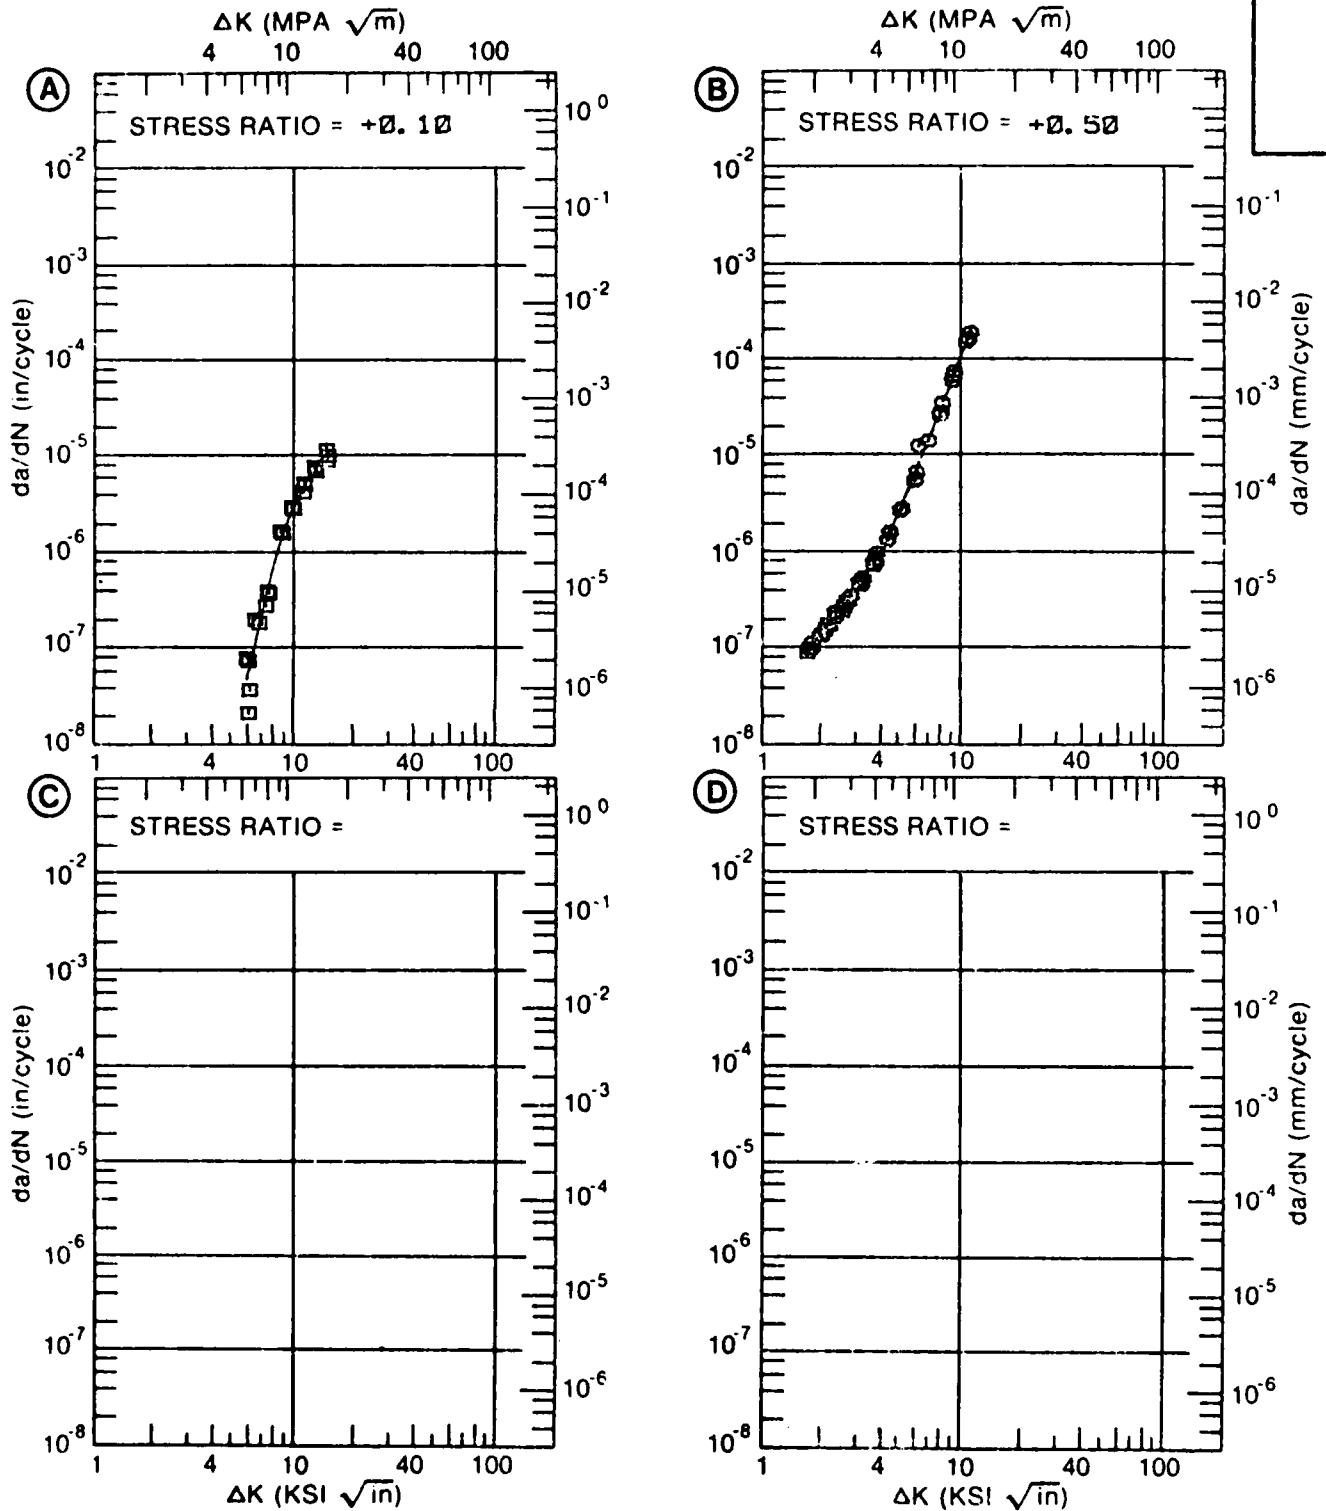 ΔK (MPA √m)
4 10 40 100
ΔK (MPA √m)
4 10 40 100
A
STRESS RATIO = +0.10
10^0
10^-2
10^-1
10^-3
10^-2
10^-4
10^-3
10^-5
10^-4
10^-6
10^-5
10^-7
10^-6
10^-8
1 4 10 40 100
da/dN (in/cycle)
B
STRESS RATIO = +0.50
10^-2
10^-1
10^-3
10^-2
10^-4
10^-3
10^-5
10^-4
10^-6
10^-5
10^-7
10^-6
10^-8
1 4 10 40 100
da/dN (mm/cycle)
C
STRESS RATIO =
10^0
10^-2
10^-1
10^-3
10^-2
10^-4
10^-3
10^-5
10^-4
10^-6
10^-5
10^-7
10^-6
10^-8
1 4 10 40 100
da/dN (in/cycle)
ΔK (KSI √in)
D
STRESS RATIO =
10^0
10^-2
10^-1
10^-3
10^-2
10^-4
10^-3
10^-5
10^-4
10^-6
10^-5
10^-7
10^-6
10^-8
1 4 10 40 100
da/dN (mm/cycle)
ΔK (KSI √in)